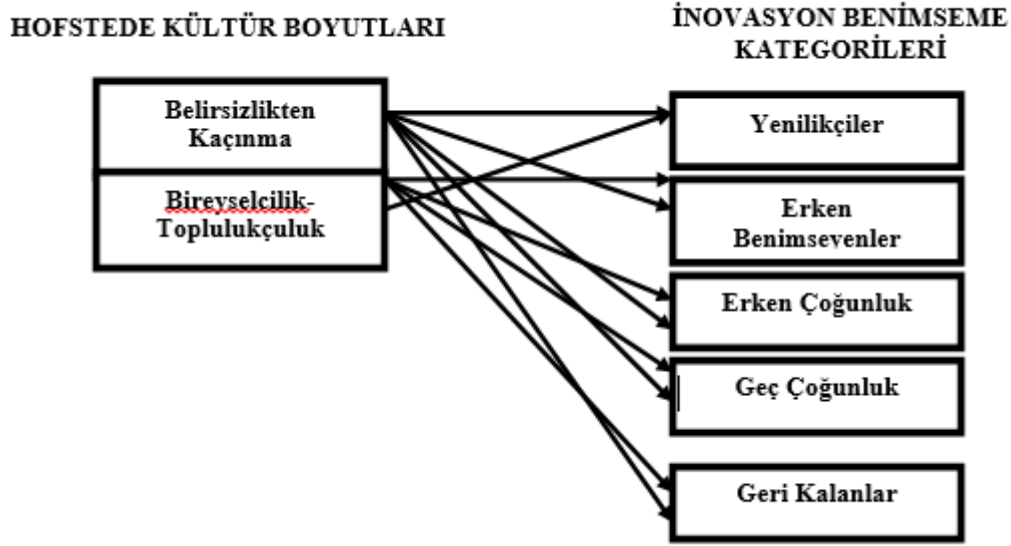 HOFSTEDE KÜLTÜR BOYUTLARI
İNOVASYON BENİMSEME
KATEGORİLERİ
Belirsizlikten
Kaçınma
Bireyselcilik-
Toplulukçuluk
Yenilikçiler
Erken
Benimseyenler
Erken Çoğunluk
Geç Çoğunluk
Geri Kalanlar